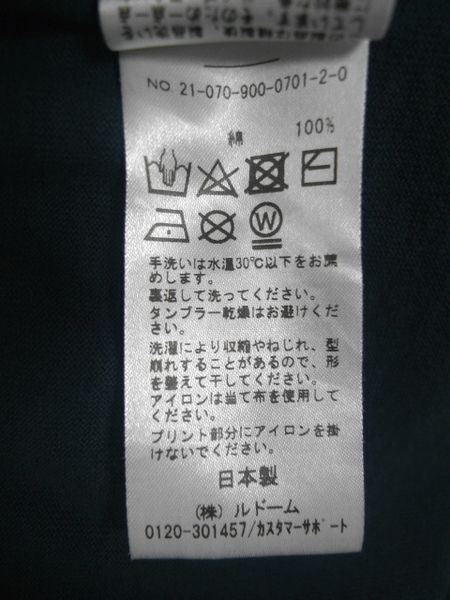 NO. 21-070-900-0701-2-0
綿 100%
W
手洗いは水温30℃以下をお薦
めします。
裏返して洗ってください。
タンブラー乾燥はお避けくだ
さい。
洗濯により収縮やねじれ、型
崩れすることがあるので、形
を整えて干してください。
アイロンは当て布を使用して
ください。
プリント部分にアイロンを掛
けないでください。
日本製
(株) ルドーム
0120-301457/カスタマーサポート